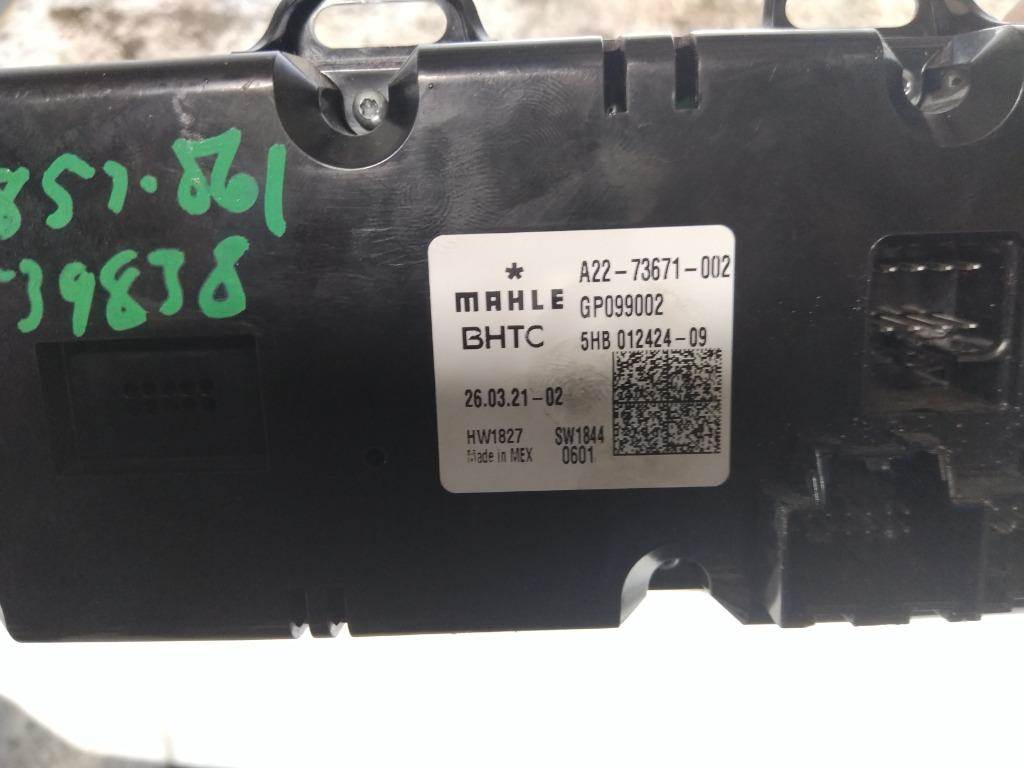 A22-73671-002
MAHLE GP099002
BHTC 5HB 012424-09
26.03.21-02
HW1827 SW1844
Made in MEX 0601
39838